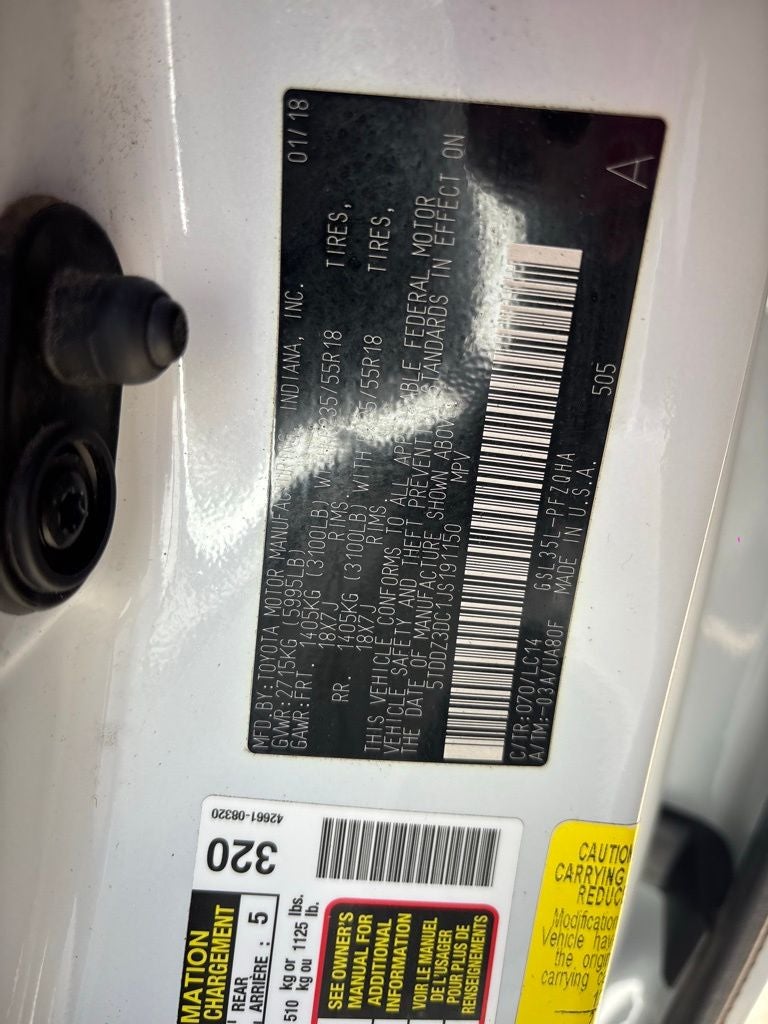 MFD.BY:TOYOTA MOTOR MANUFACTURING INDIANA, INC. 01/18
GVWR:2715KG (5995LB)
GAWR:FRT. 1405KG (3100LB) WITH 235/55R18 TIRES,
18X7J RIMS.
RR. 1405KG (3100LB) WITH 235/55R18 TIRES,
18X7J RIMS.
THIS VEHICLE CONFORMS TO ALL APPLICABLE FEDERAL MOTOR
VEHICLE SAFETY AND THEFT PREVENTION STANDARDS IN EFFECT ON
THE DATE OF MANUFACTURE SHOWN ABOVE.
5TDDZ3DC1JS191150 MPV
C/TR:070/LC14 GSL35L-PFZQHA 505
A/TM:-03A/UA80F MADE IN U.S.A.
A
42661-08320
320
MATION
CHARGEMENT
REAR
ARRIÈRE : 5
510 kg or 1125 lbs.
kg ou lb.
SEE OWNER'S
MANUAL FOR
ADDITIONAL
INFORMATION
VOIR LE MANUEL
DE L'USAGER
POUR PLUS DE
RENSEIGNEMENTS
CAUTIO
CARRYING
REDUC
Modification
Vehicle hav
the origin
carrying c